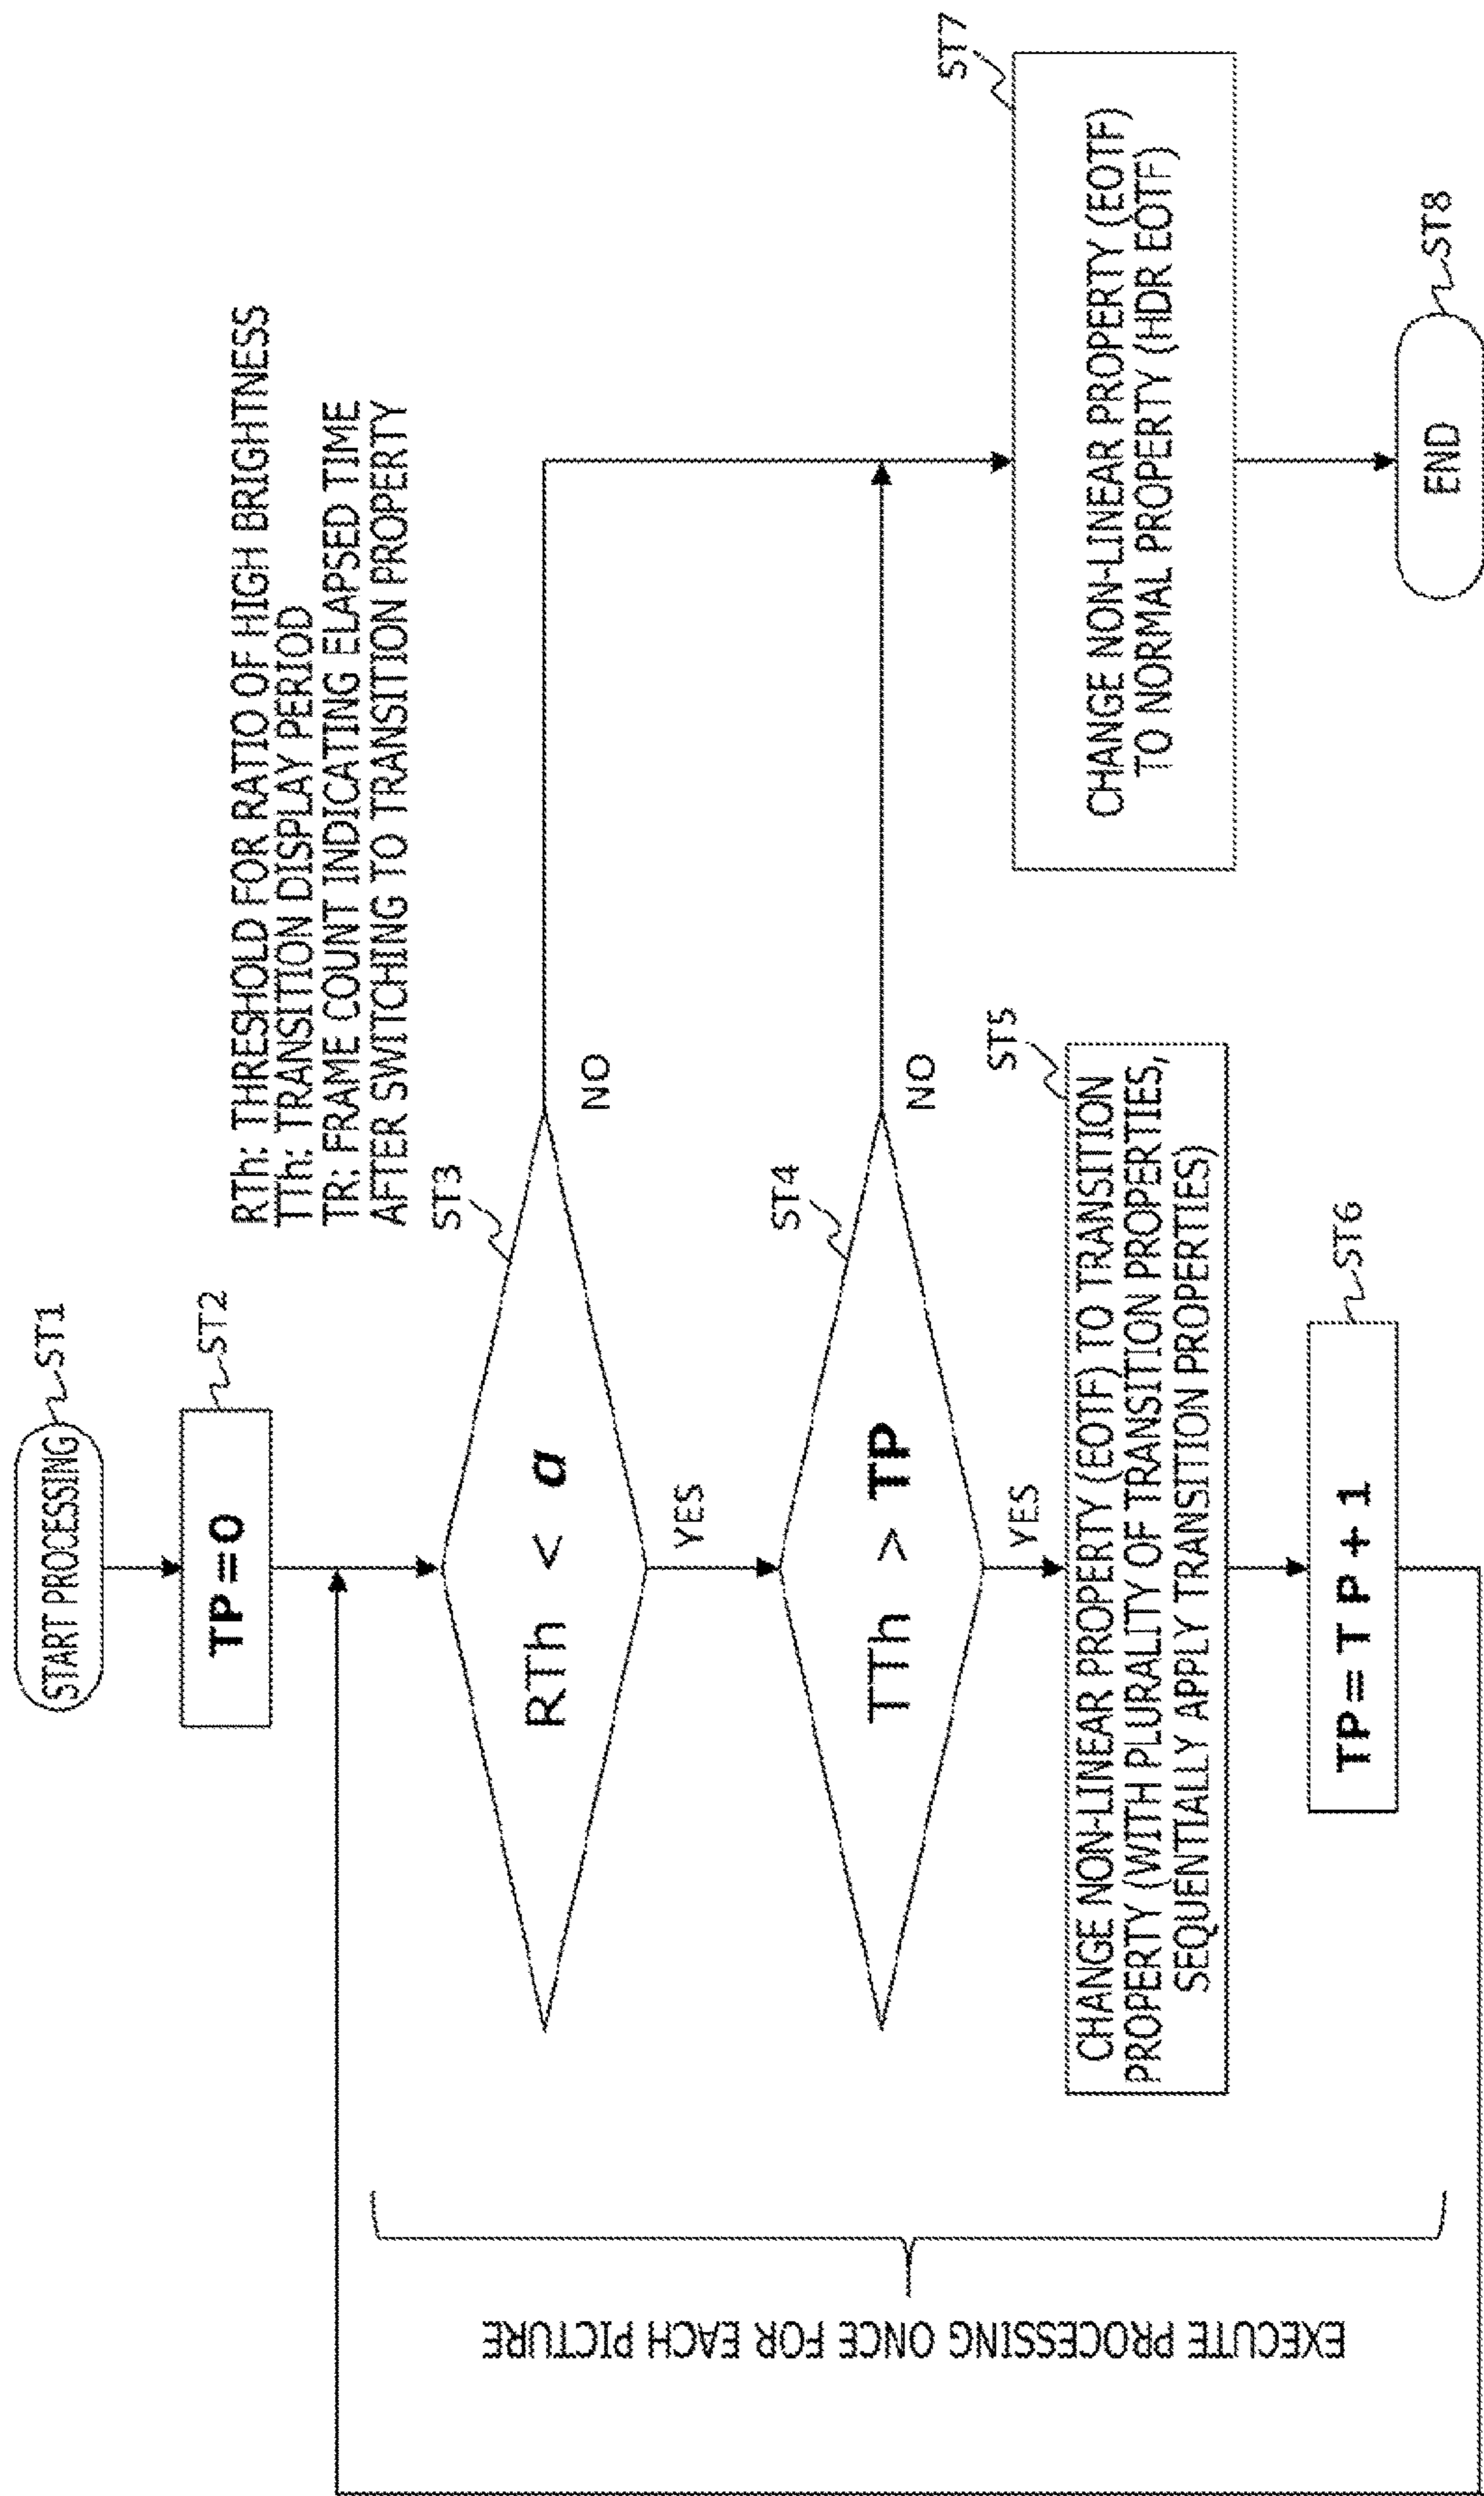 START PROCESSING
ST1
TP=0
ST2
RTh: THRESHOLD FOR RATIO OF HIGH BRIGHTNESS
TTh: TRANSITION DISPLAY PERIOD
TR: FRAME COUNT INDICATING ELAPSED TIME
AFTER SWITCHING TO TRANSITION PROPERTY
ST3
RTh < a
NO
YES
ST4
TTh > TP
NO
YES
ST5
CHANGE NON-LINEAR PROPERTY (EOTF) TO TRANSITION
PROPERTY (WITH PLURALITY OF TRANSITION PROPERTIES,
SEQUENTIALLY APPLY TRANSITION PROPERTIES)
ST6
TP=TP+1
EXECUTE PROCESSING ONCE FOR EACH PICTURE
ST7
CHANGE NON-LINEAR PROPERTY (EOTF)
TO NORMAL PROPERTY (HDR EOTF)
END
ST8